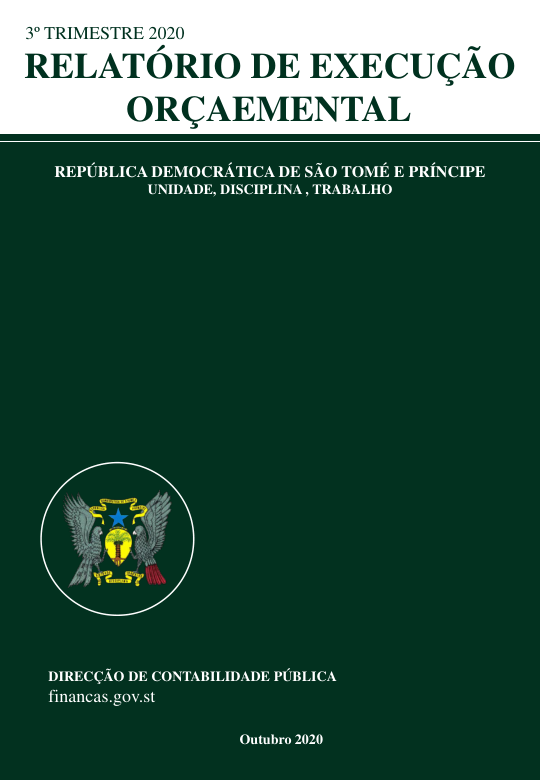 3º TRIMESTRE 2020
RELATÓRIO DE EXECUÇÃO
ORÇAEMENTAL
REPÚBLICA DEMOCRÁTICA DE SÃO TOMÉ E PRÍNCIPE
UNIDADE, DISCIPLINA , TRABALHO
DIRECÇÃO DE CONTABILIDADE PÚBLICA
financas.gov.st
Outubro 2020